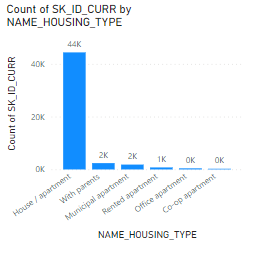 Count of SK_ID_CURR by
NAME_HOUSING_TYPE
44K
40K
20K
0K
2K
2K
1K
0K
0K
Count of SK_ID_CURR
House / apartment
With parents
Municipal apartment
Rented apartment
Office apartment
Co-op apartment
NAME_HOUSING_TYPE